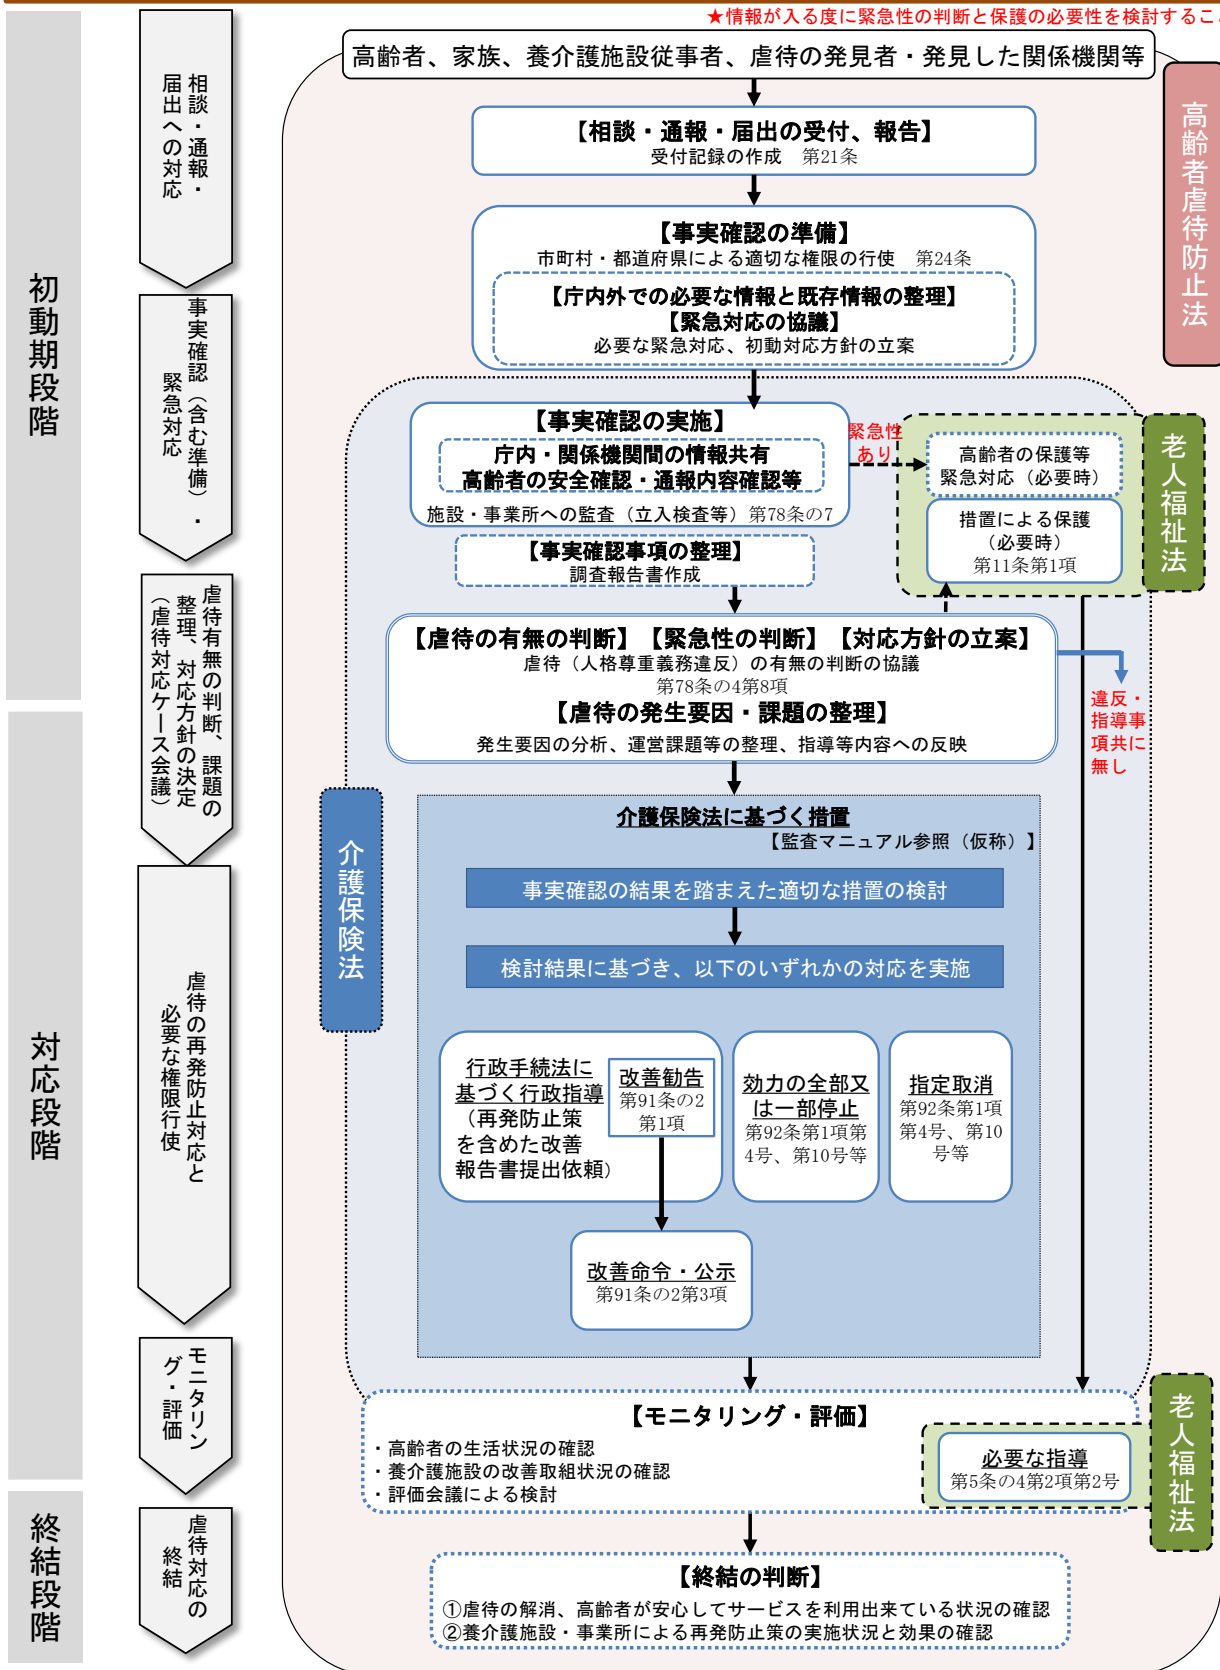 ★情報が入る度に緊急性の判断と保護の必要性を検討するこ
高齢者、家族、養介護施設従事者、虐待の発見者・発見した関係機関等
高齢者虐待防止法
初動期段階
相談・通報・
届出への対応
【相談・通報・届出の受付、報告】
受付記録の作成 第21条
【事実確認の準備】
市町村・都道府県による適切な権限の行使 第24条
【庁内外での必要な情報と既存情報の整理】
【緊急対応の協議】
必要な緊急対応、初動対応方針の立案
事実確認（含む準備）・
緊急対応
【事実確認の実施】
庁内・関係機関間の情報共有
高齢者の安全確認・通報内容確認等
施設・事業所への監査（立入検査等）第78条の7
緊急性
あり
高齢者の保護等
緊急対応（必要時）
措置による保護
（必要時）
第11条第1項
老人福祉法
【事実確認事項の整理】
調査報告書作成
虐待有無の判断、課題の
整理、対応方針の決定
（虐待対応ケース会議）
【虐待の有無の判断】【緊急性の判断】【対応方針の立案】
虐待（人格尊重義務違反）の有無の判断の協議
第78条の4第8項
【虐待の発生要因・課題の整理】
発生要因の分析、運営課題等の整理、指導等内容への反映
違反・
指導事
項共に
無し
対応段階
介護保険法
介護保険法に基づく措置
【監査マニュアル参照（仮称）】
事実確認の結果を踏まえた適切な措置の検討
検討結果に基づき、以下のいずれかの対応を実施
虐待の再発防止対応と
必要な権限行使
行政手続法に
基づく行政指導
（再発防止策
を含めた改善
報告書提出依頼）
改善勧告
第91条の2
第1項
効力の全部又
は一部停止
第92条第1項第
4号、第10号等
指定取消
第92条第1項
第4号、第10
号等
改善命令・公示
第91条の2第3項
モニタリン
グ・評価
【モニタリング・評価】
・高齢者の生活状況の確認
・養介護施設の改善取組状況の確認
・評価会議による検討
必要な指導
第5条の4第2項第2号
老人福祉法
終結段階
虐待対応の
終結
【終結の判断】
①虐待の解消、高齢者が安心してサービスを利用出来ている状況の確認
②養介護施設・事業所による再発防止策の実施状況と効果の確認